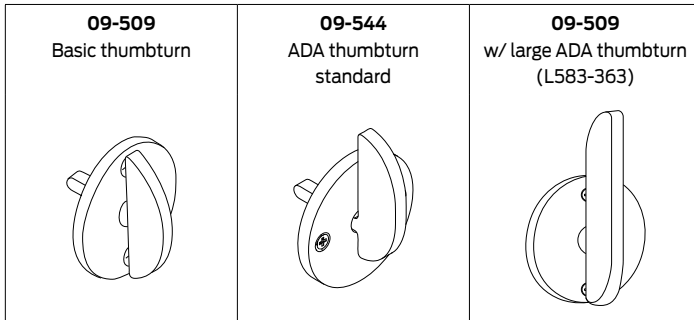 09-509
Basic thumbturn
09-544
ADA thumbturn
standard
09-509
w/ large ADA thumbturn
(L583-363)